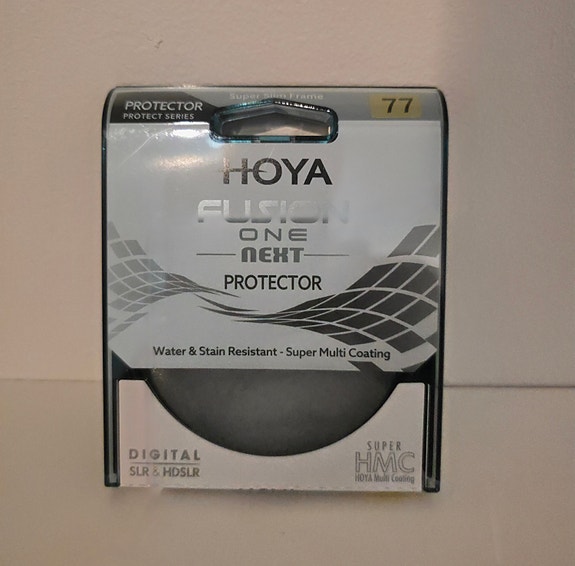 Super Slim Frame
PROTECTOR
PROTECT SERIES
77
HOYA
FUSION
ONE
NEXT
PROTECTOR
Water & Stain Resistant - Super Multi Coating
DIGITAL
SLR & HDSLR
SUPER
HMC
HOYA Multi Coating